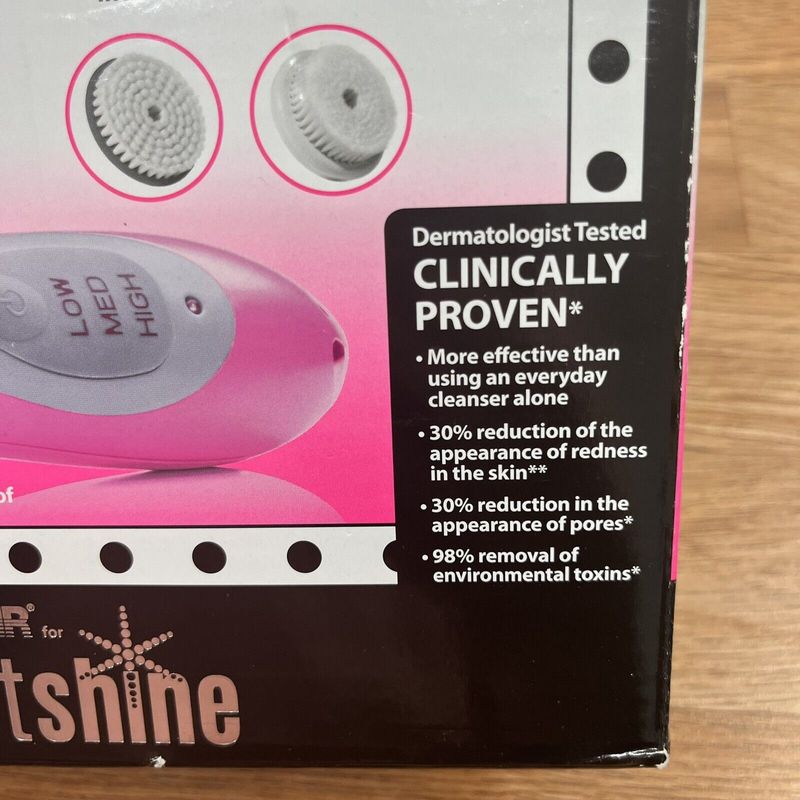 LOW
MED
HIGH
Dermatologist Tested
CLINICALLY
PROVEN*
• More effective than
using an everyday
cleanser alone
• 30% reduction of the
appearance of redness
in the skin**
• 30% reduction in the
appearance of pores*
• 98% removal of
environmental toxins*
of
for
tshine